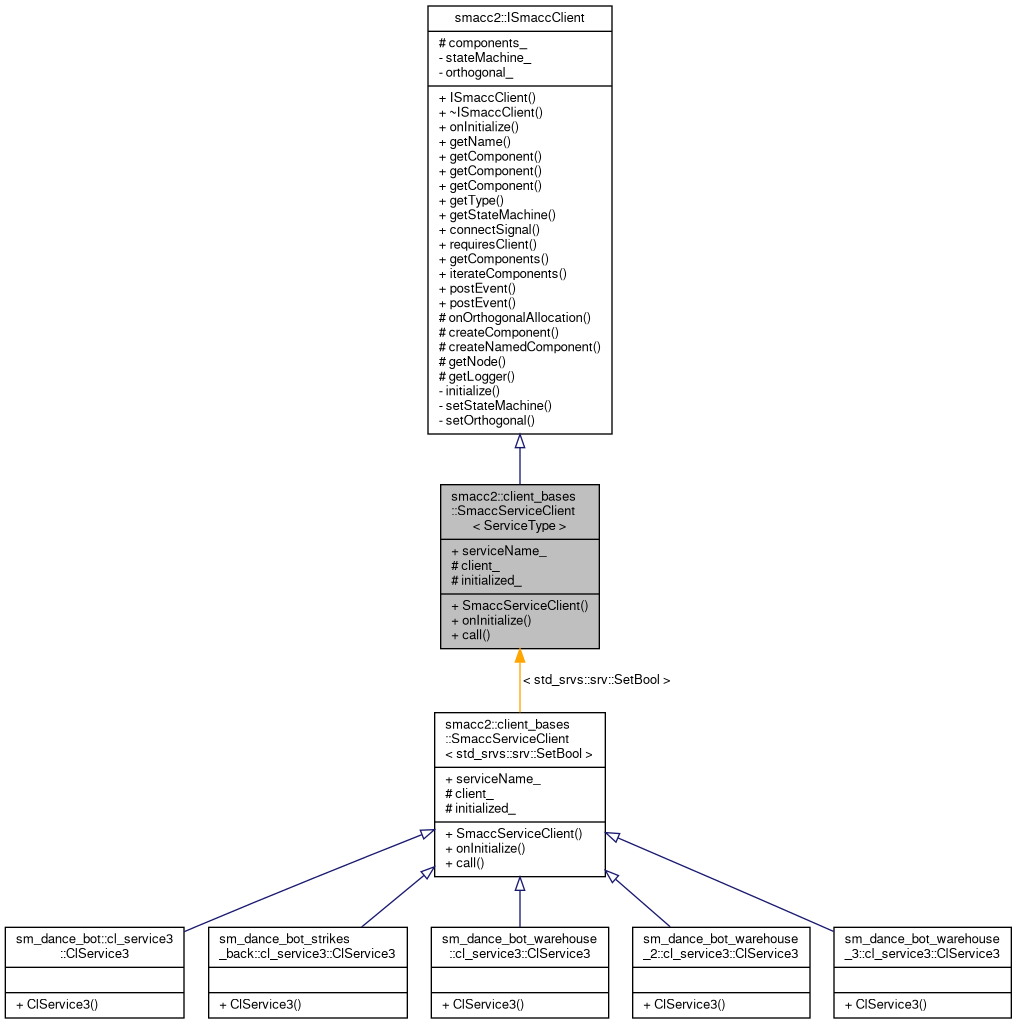 smacc2::ISmaccClient
# components_
- stateMachine_
- orthogonal_
+ ISmaccClient()
+ ~ISmaccClient()
+ onInitialize()
+ getName()
+ getComponent()
+ getComponent()
+ getComponent()
+ getType()
+ getStateMachine()
+ connectSignal()
+ requiresClient()
+ getComponents()
+ iterateComponents()
+ postEvent()
+ postEvent()
# onOrthogonalAllocation()
# createComponent()
# createNamedComponent()
# getNode()
# getLogger()
- initialize()
- setStateMachine()
- setOrthogonal()
smacc2::client_bases
::SmaccServiceClient
< ServiceType >
+ serviceName_
# client_
# initialized_
+ SmaccServiceClient()
+ onInitialize()
+ call()
< std_srvs::srv::SetBool >
smacc2::client_bases
::SmaccServiceClient
< std_srvs::srv::SetBool >
+ serviceName_
# client_
# initialized_
+ SmaccServiceClient()
+ onInitialize()
+ call()
sm_dance_bot::cl_service3
::ClService3
+ ClService3()
sm_dance_bot_strikes
_back::cl_service3::ClService3
+ ClService3()
sm_dance_bot_warehouse
::cl_service3::ClService3
+ ClService3()
sm_dance_bot_warehouse
_2::cl_service3::ClService3
+ ClService3()
sm_dance_bot_warehouse
_3::cl_service3::ClService3
+ ClService3()